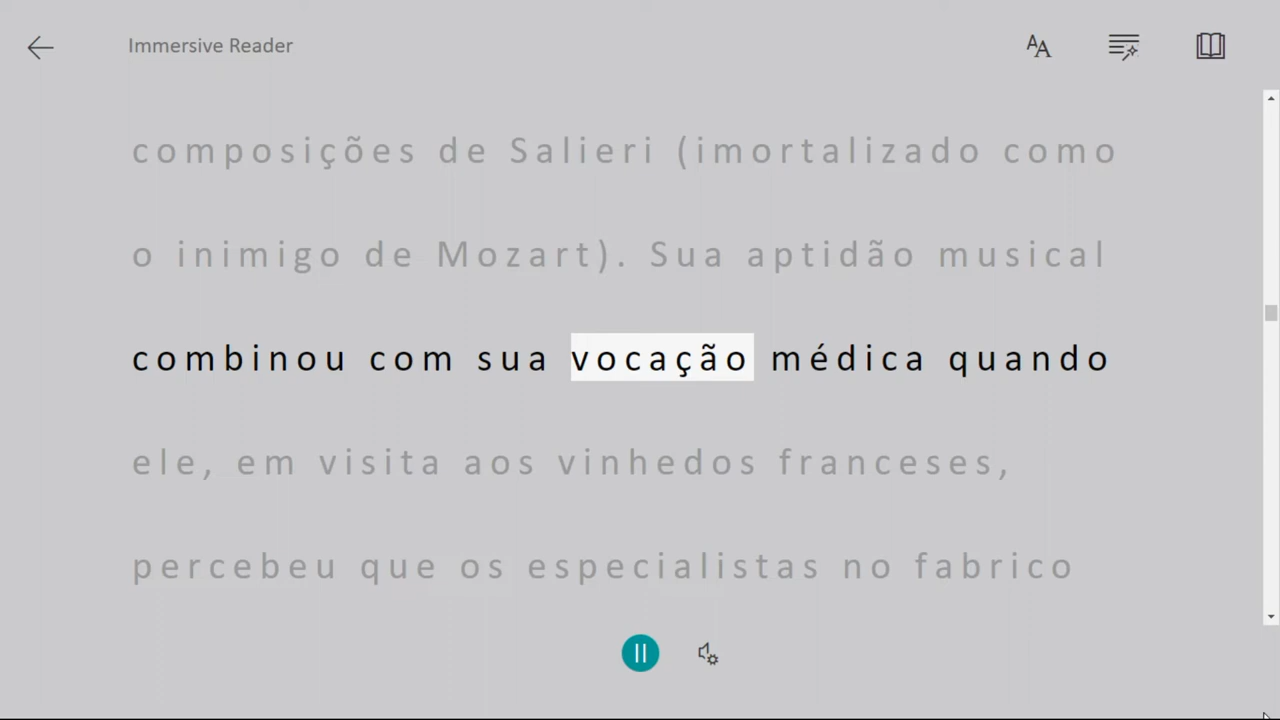 Immersive Reader
composições de Salieri (imortalizado como
o inimigo de Mozart). Sua aptidão musical
combinou com sua vocação médica quando
ele, em visita aos vinhedos franceses,
percebeu que os especialistas no fabrico